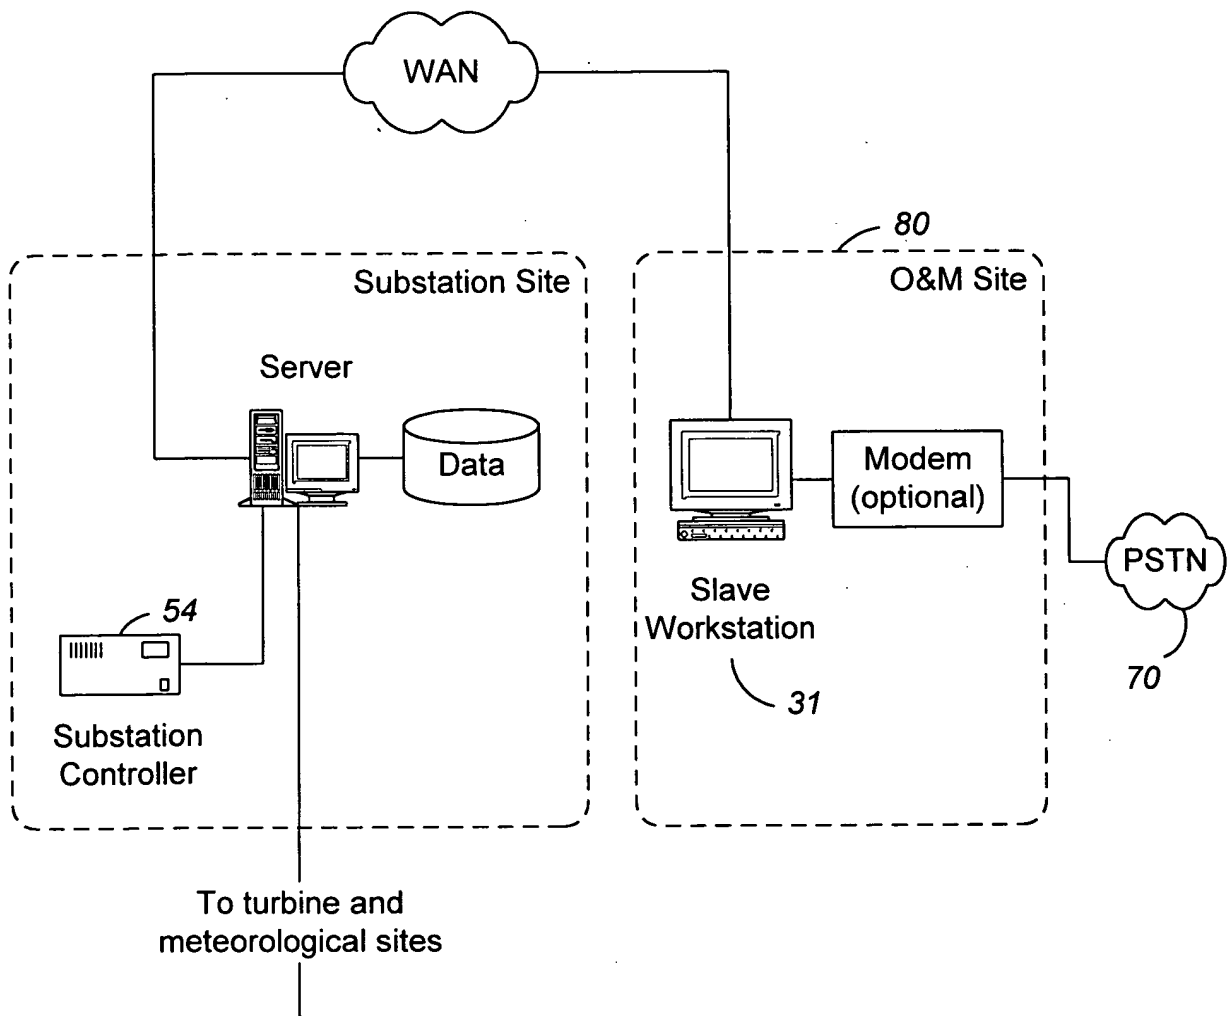 WAN
80
Substation Site
O&M Site
Server
Data
Modem
(optional)
PSTN
Slave
Workstation
54
70
31
Substation
Controller
To turbine and
meteorological sites